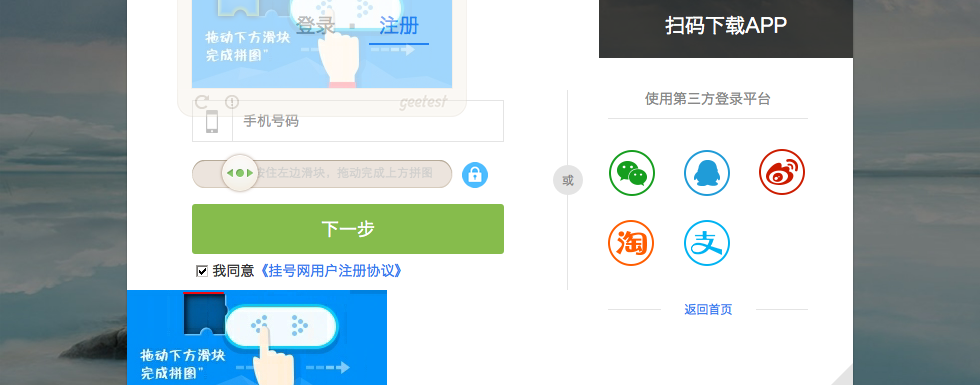 登录 · 注册
拖动下方滑块
完成拼图”
geetest
手机号码
按住左边滑块，拖动完成上方拼图
下一步
我同意《挂号网用户注册协议》
拖动下方滑块
完成拼图”
或
扫码下载APP
使用第三方登录平台
淘
支
返回首页